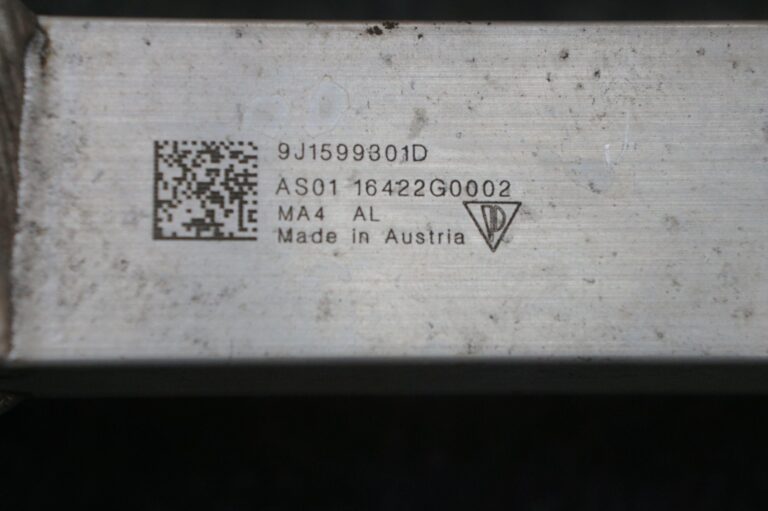 9J1599301D
AS01 16422G0002
MA4 AL
Made in Austria